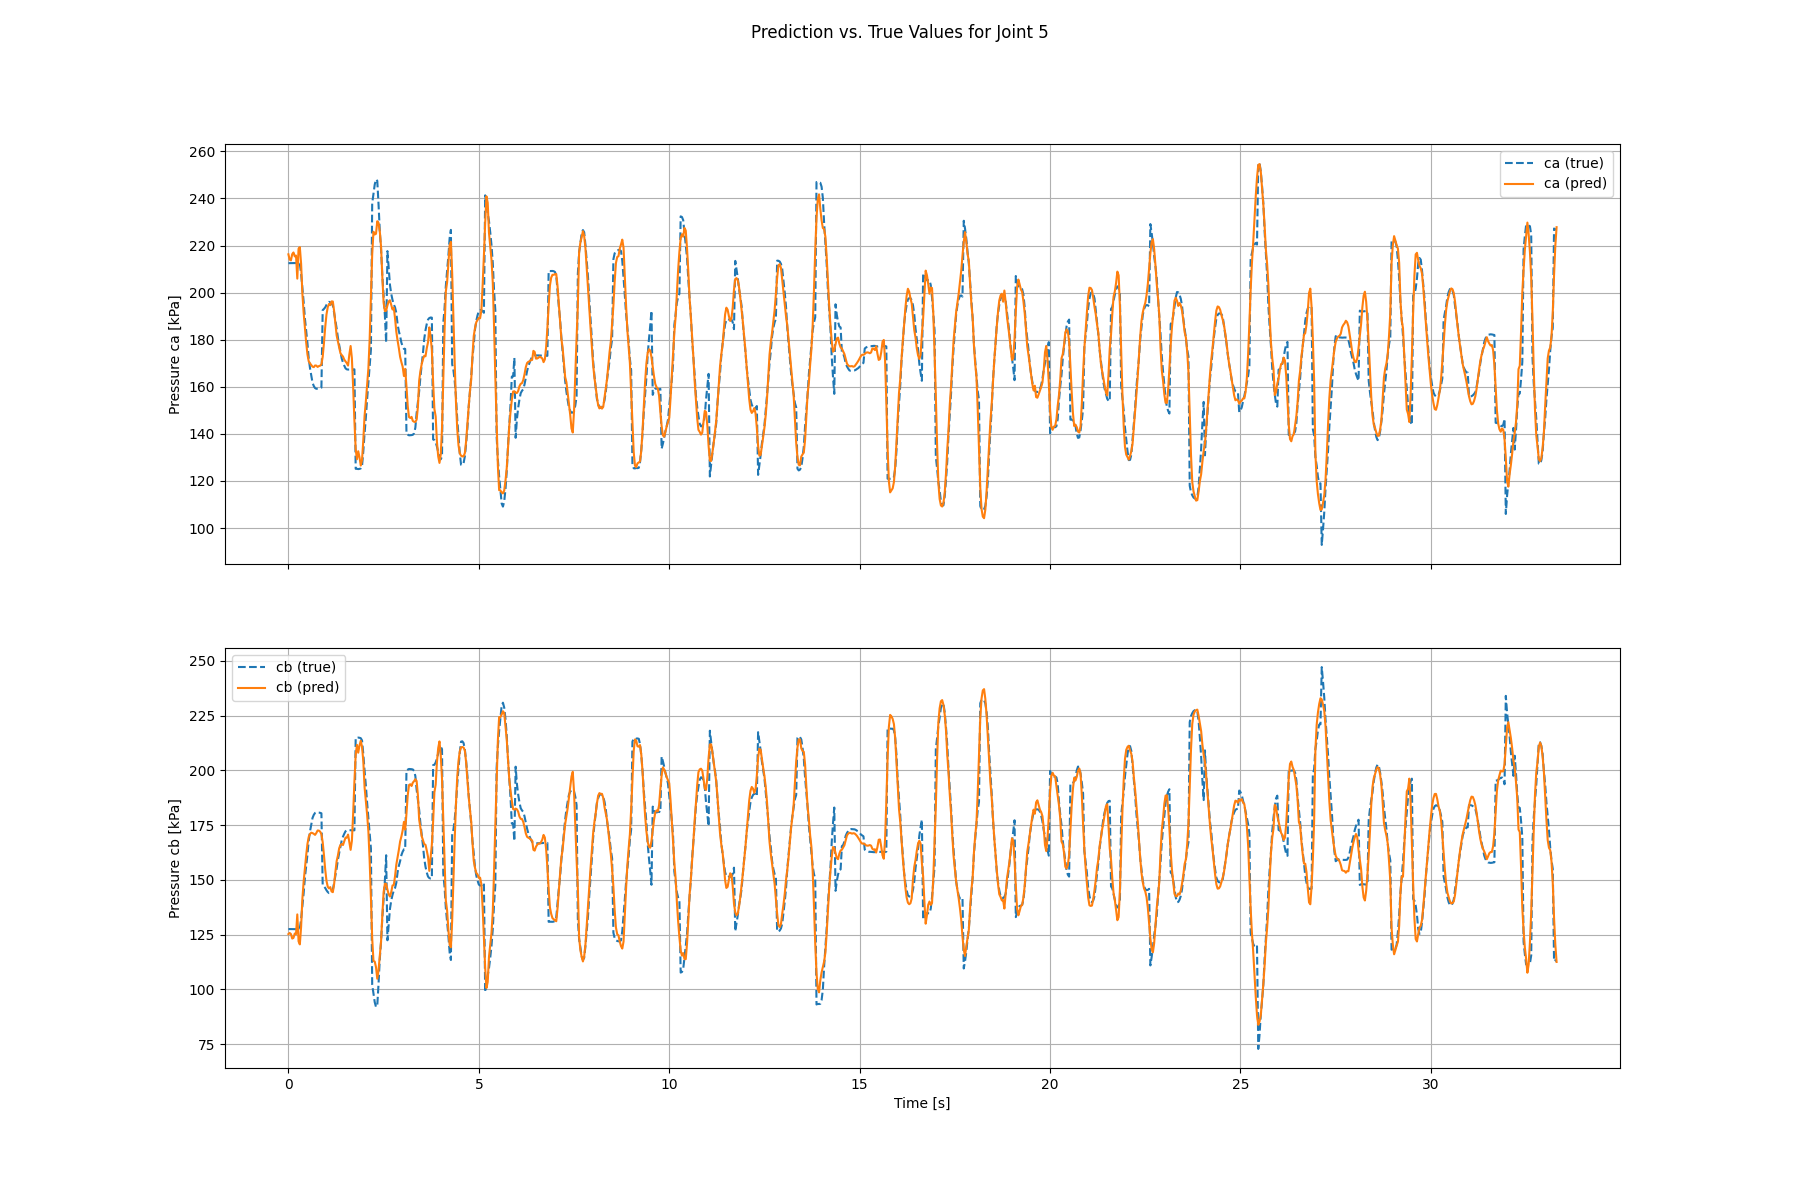 Prediction vs. True Values for Joint 5
260
240
220
200
180
160
140
120
100
Pressure ca [kPa]
ca (true)
ca (pred)
250
225
200
175
150
125
100
75
Pressure cb [kPa]
cb (true)
cb (pred)
0 5 10 15 20 25 30
Time [s]